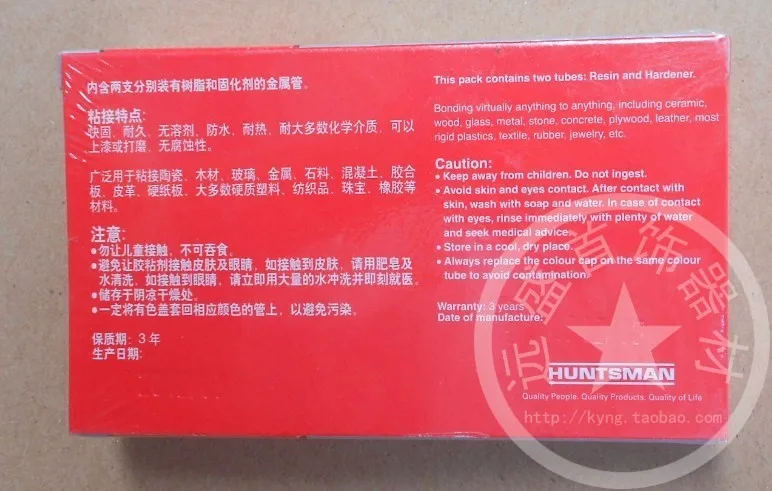 内含两支分别装有树脂和固化剂的金属管。
粘接特点:
快固、耐久、无溶剂、防水、耐热、耐大多数化学介质，可以
上漆或打磨、无腐蚀性。
广泛用于粘接陶瓷、木材、玻璃、金属、石料、混凝土、胶合
板、皮革、硬纸板、大多数硬质塑料、纺织品、珠宝、橡胶等
材料。
注意:
●勿让儿童接触，不可吞食。
●避免让胶粘剂接触皮肤及眼睛，如接触到皮肤，请用肥皂及
水清洗，如接触到眼睛，请立即用大量的水冲洗并即刻就医。
●储存于阴凉干燥处。
●一定将有色盖套回相应颜色的管上，以避免污染。
保质期: 3 年
生产日期:
This pack contains two tubes: Resin and Hardener.
Bonding virtually anything to anything, including ceramic,
wood, glass, metal, stone, concrete, plywood, leather, most
rigid plastics, textile, rubber, jewelry, etc.
Caution:
● Keep away from children. Do not ingest.
● Avoid skin and eyes contact. After contact with
skin, wash with soap and water. In case of contact
with eyes, rinse immediately with plenty of water
and seek medical advice.
● Store in a cool, dry place.
● Always replace the colour cap on the same colour
tube to avoid contamination.
Warranty: 3 years
Date of manufacture:
HUNTSMAN
Quality People. Quality Products. Quality of Life
远盛首饰器材
http://kyng.taobao.com